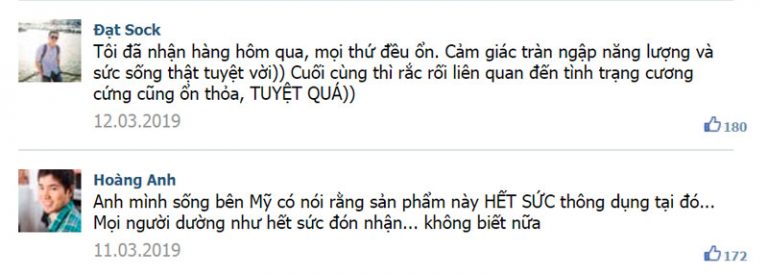 Đạt Sock
Tôi đã nhận hàng hôm qua, mọi thứ đều ổn. Cảm giác tràn ngập năng lượng và
sức sống thật tuyệt vời)) Cuối cùng thì rắc rối liên quan đến tình trạng cương
cứng cũng ổn thỏa, TUYỆT QUÁ))
12.03.2019
180
Hoàng Anh
Anh mình sống bên Mỹ có nói rằng sản phẩm này HẾT SỨC thông dụng tại đó...
Mọi người dường như hết sức đón nhận... không biết nữa
11.03.2019
172